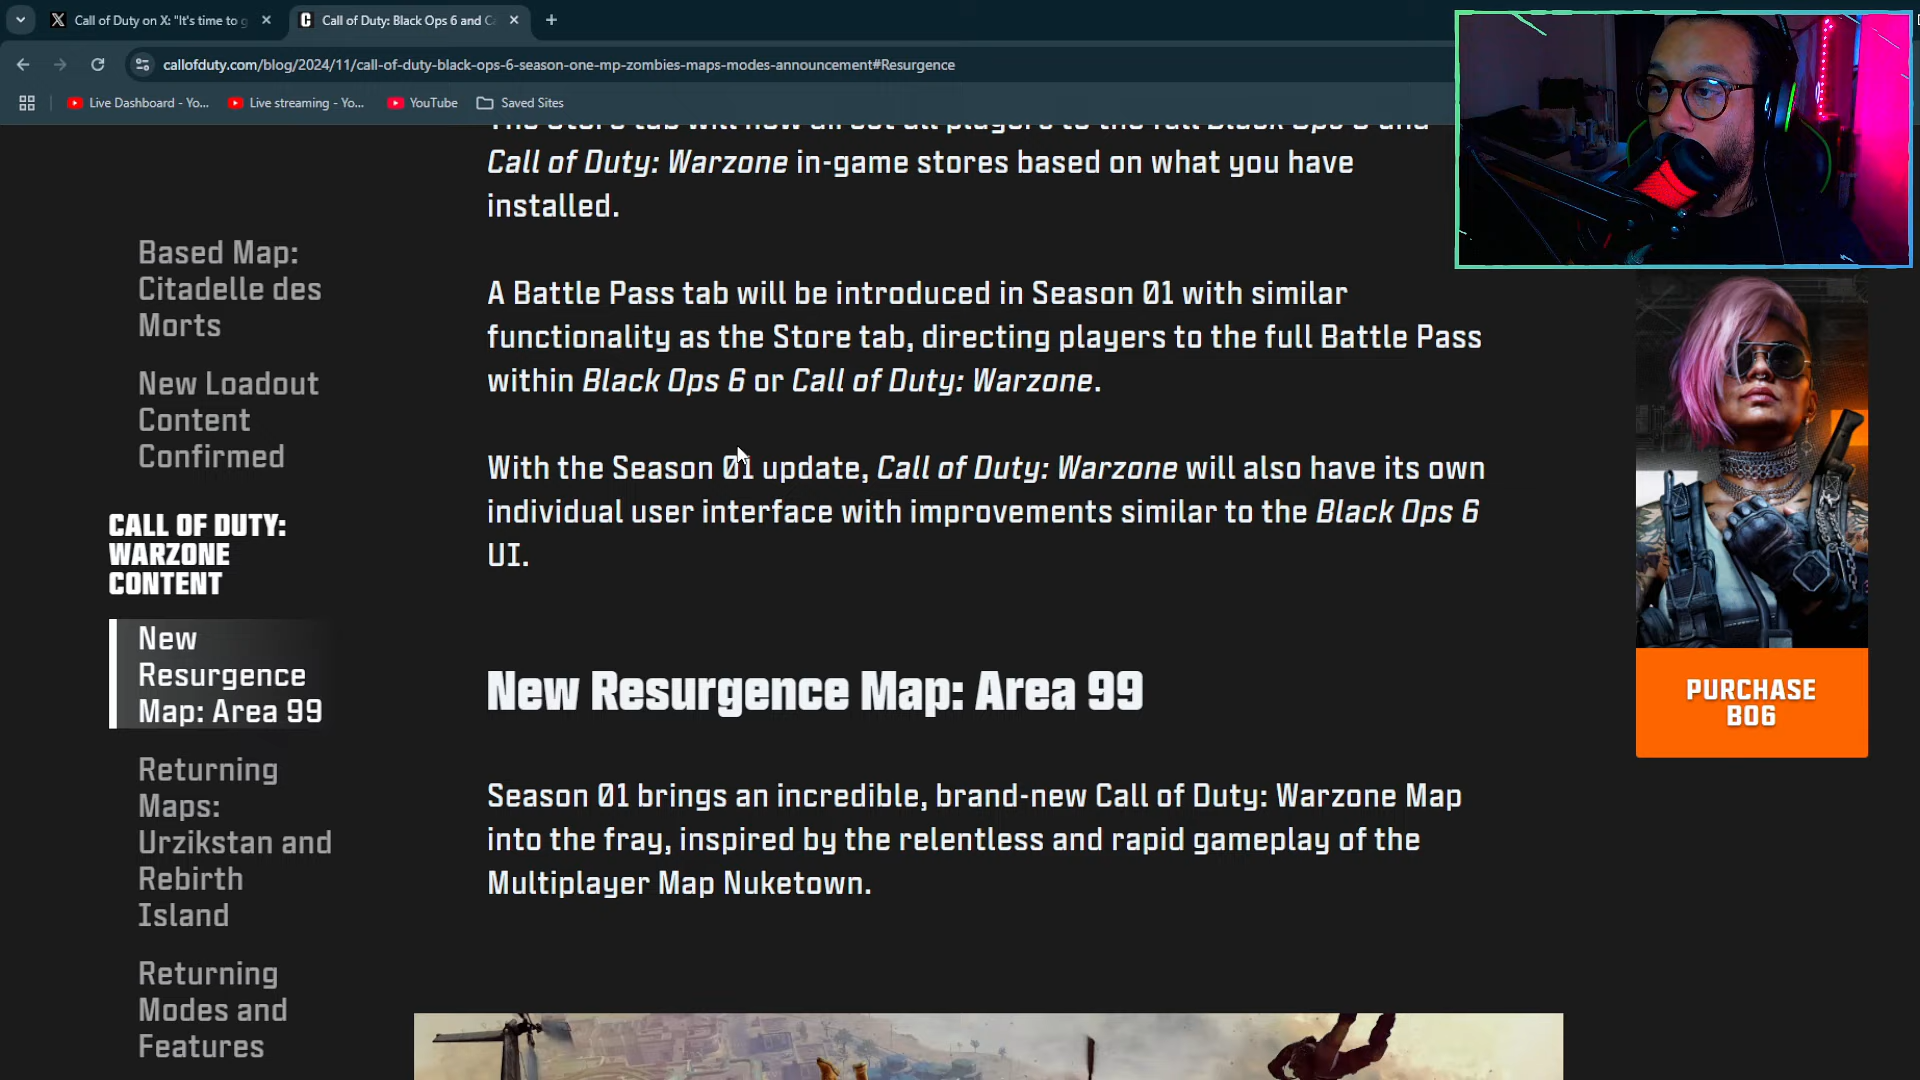 Call of Duty on X: "It's time to g
Call of Duty: Black Ops 6 and C
callofduty.com/blog/2024/11/call-of-duty-black-ops-6-season-one-mp-zombies-maps-modes-announcement#Resurgence
Live Dashboard - Yo...
Live streaming - Yo...
YouTube
Saved Sites
Based Map:
Citadelle des
Morts
New Loadout
Content
Confirmed
CALL OF DUTY:
WARZONE
CONTENT
New
Resurgence
Map: Area 99
Returning
Maps:
Urzikstan and
Rebirth
Island
Returning
Modes and
Features
The Store tab will now direct all players to the full Black Ops 6 and
Call of Duty: Warzone in-game stores based on what you have
installed.
A Battle Pass tab will be introduced in Season 01 with similar
functionality as the Store tab, directing players to the full Battle Pass
within Black Ops 6 or Call of Duty: Warzone.
With the Season 01 update, Call of Duty: Warzone will also have its own
individual user interface with improvements similar to the Black Ops 6
UI.
New Resurgence Map: Area 99
Season 01 brings an incredible, brand-new Call of Duty: Warzone Map
into the fray, inspired by the relentless and rapid gameplay of the
Multiplayer Map Nuketown.
PURCHASE
BO6